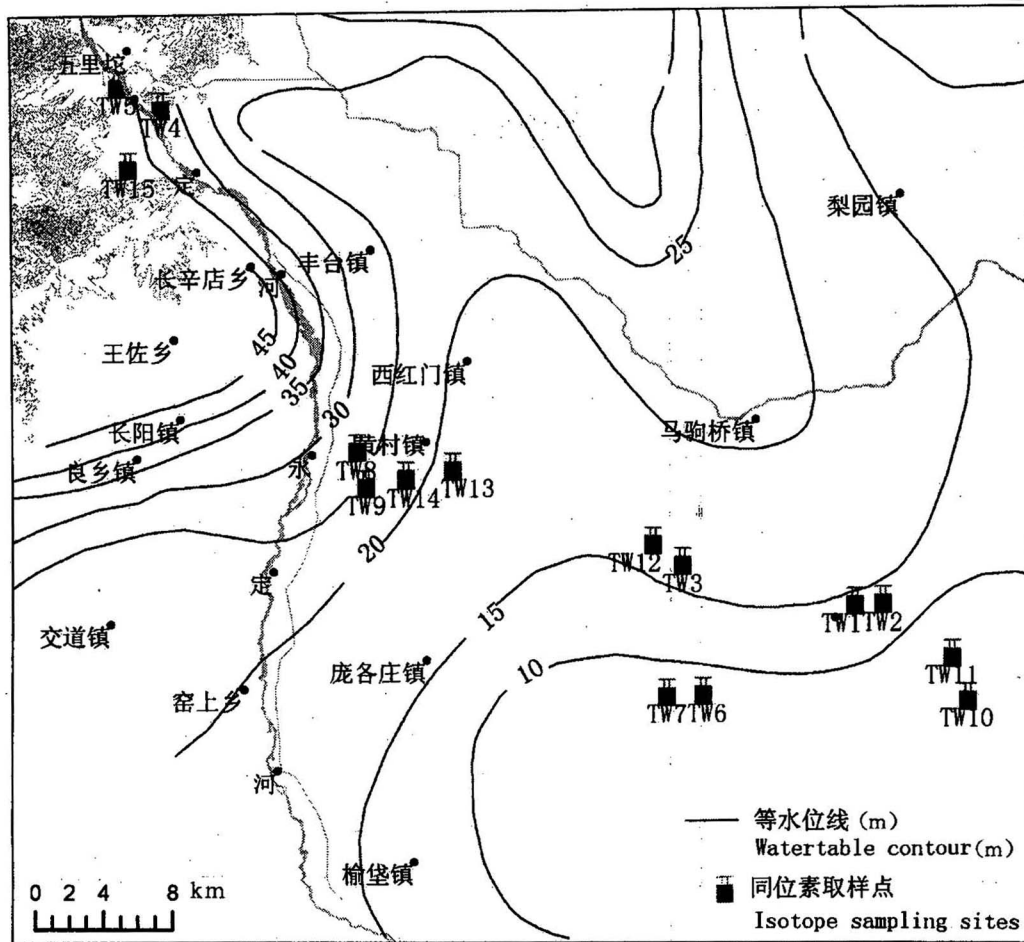 五里坨
TW5
TW4
TW15
定
梨园镇
25
丰台镇
长辛店乡
河
45
王佐乡
40
西红门镇
35
30
长阳镇
黄村镇
马驹桥镇
良乡镇
永
TW8
TW13
TW9
TW14
20
TW12
TW3
定
15
TW1
TW2
交道镇
10
庞各庄镇
TW11
窑上乡
TW7
TW6
TW10
河
等水位线(m)
Watertable contour(m)
榆垡镇
同位素取样点
0 2 4 8 km
Isotope sampling sites